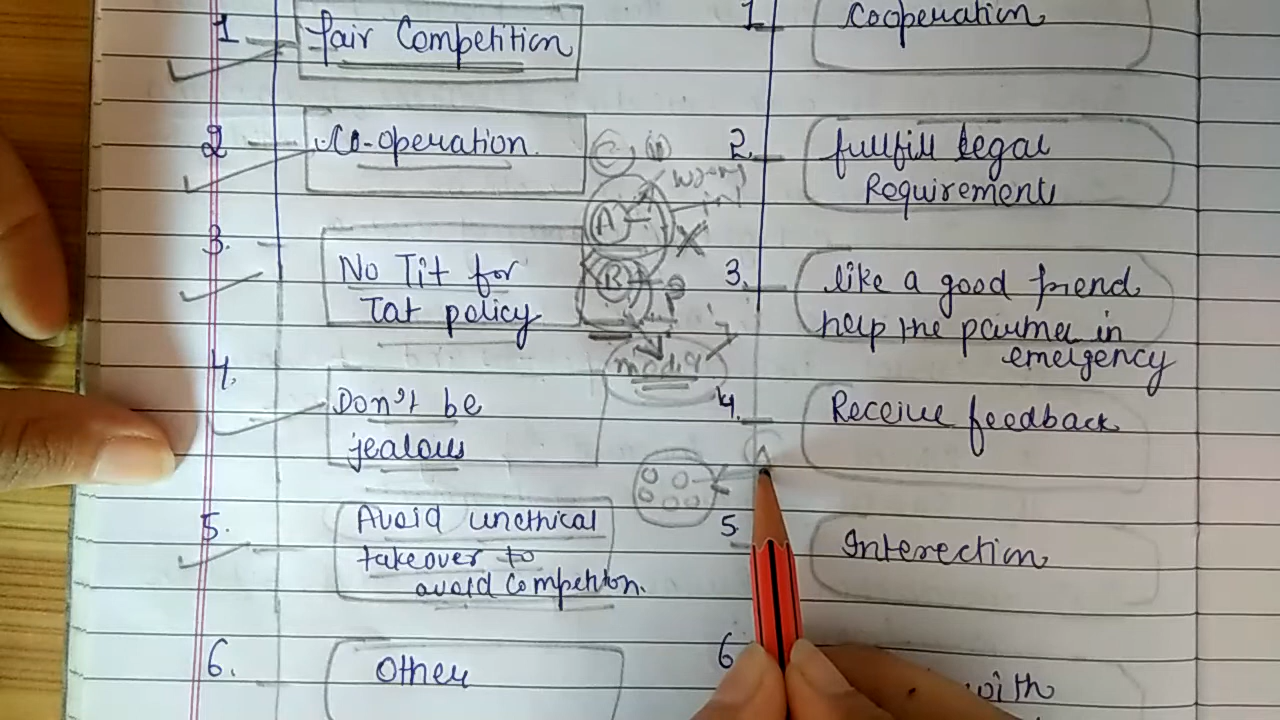 1 fair Competition
2 Co-operation
3. No Tit for
Tat policy
4. Don't be
jealous
5. Avoid unethical
takeover to
avoid Competition.
6. Other
1. Cooperation
2. fullfill Legal
Requirement
3. like a good friend
help the partner in
emergency
4. Receive feedback
5. Interection
6
with
C
A
B
A